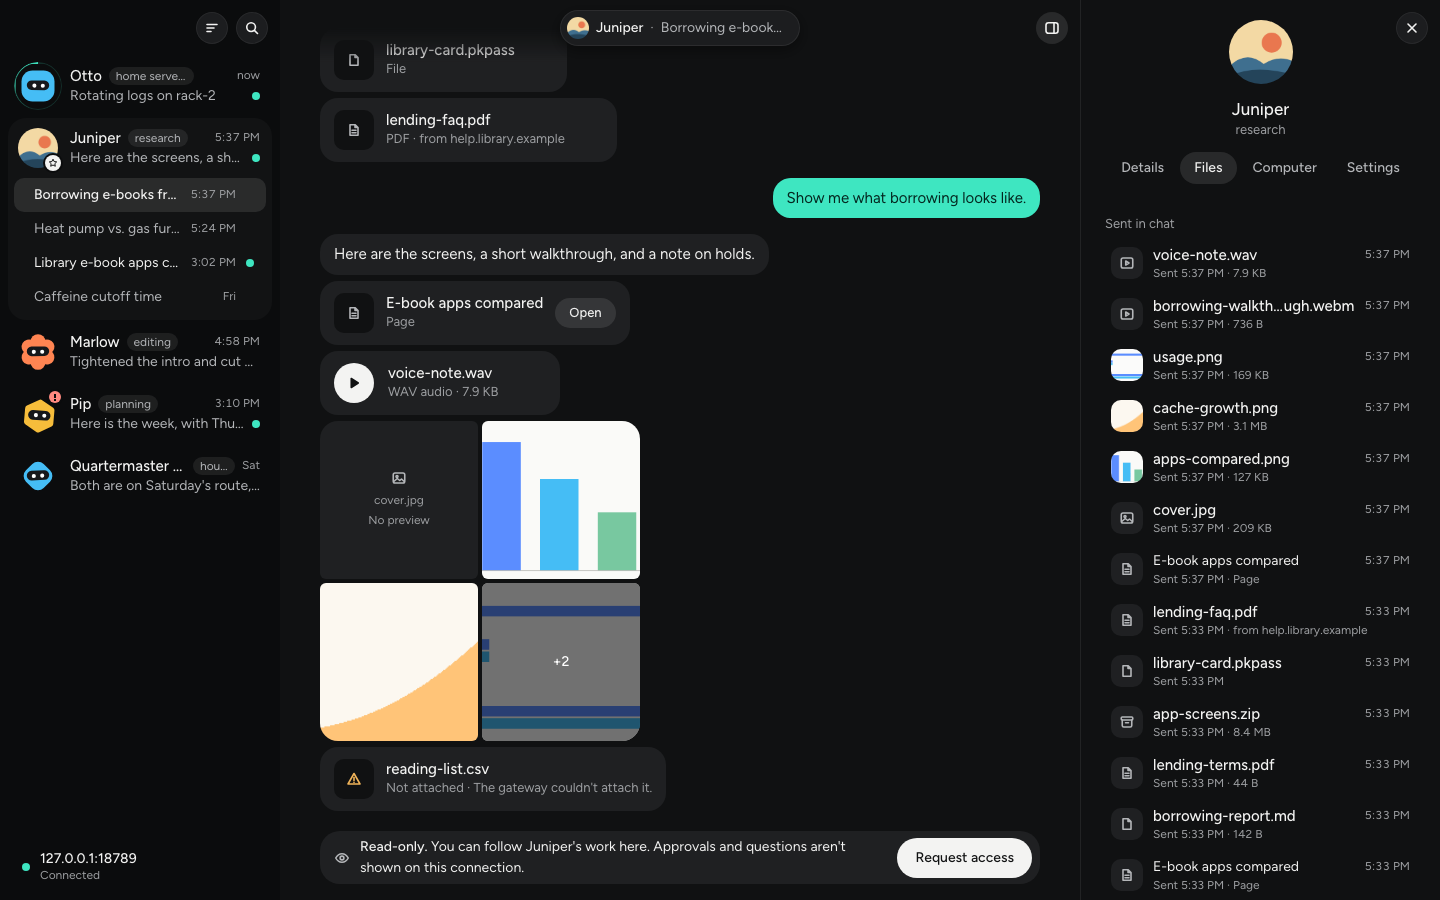 Otto
home serve...
now
Rotating logs on rack-2
Juniper
research
5:37 PM
Here are the screens, a sh...
Borrowing e-books fr...
5:37 PM
Heat pump vs. gas fur...
5:24 PM
Library e-book apps c...
3:02 PM
Caffeine cutoff time
Fri
Marlow
editing
4:58 PM
Tightened the intro and cut ...
Pip
planning
3:10 PM
Here is the week, with Thu...
Quartermaster ...
hou...
Sat
Both are on Saturday's route,...
127.0.0.1:18789
Connected
Juniper · Borrowing e-book...
library-card.pkpass
File
lending-faq.pdf
PDF · from help.library.example
Show me what borrowing looks like.
Here are the screens, a short walkthrough, and a note on holds.
E-book apps compared
Page
Open
voice-note.wav
WAV audio · 7.9 KB
cover.jpg
No preview
+2
reading-list.csv
Not attached · The gateway couldn't attach it.
Read-only. You can follow Juniper's work here. Approvals and questions aren't
shown on this connection.
Request access
Juniper
research
Details
Files
Computer
Settings
Sent in chat
voice-note.wav
5:37 PM
Sent 5:37 PM · 7.9 KB
borrowing-walkth...ugh.webm
5:37 PM
Sent 5:37 PM · 736 B
usage.png
5:37 PM
Sent 5:37 PM · 169 KB
cache-growth.png
5:37 PM
Sent 5:37 PM · 3.1 MB
apps-compared.png
5:37 PM
Sent 5:37 PM · 127 KB
cover.jpg
5:37 PM
Sent 5:37 PM · 209 KB
E-book apps compared
5:37 PM
Sent 5:37 PM · Page
lending-faq.pdf
5:33 PM
Sent 5:33 PM · from help.library.example
library-card.pkpass
5:33 PM
Sent 5:33 PM
app-screens.zip
5:33 PM
Sent 5:33 PM · 8.4 MB
lending-terms.pdf
5:33 PM
Sent 5:33 PM · 44 B
borrowing-report.md
5:33 PM
Sent 5:33 PM · 142 B
E-book apps compared
5:33 PM
Sent 5:33 PM · Page